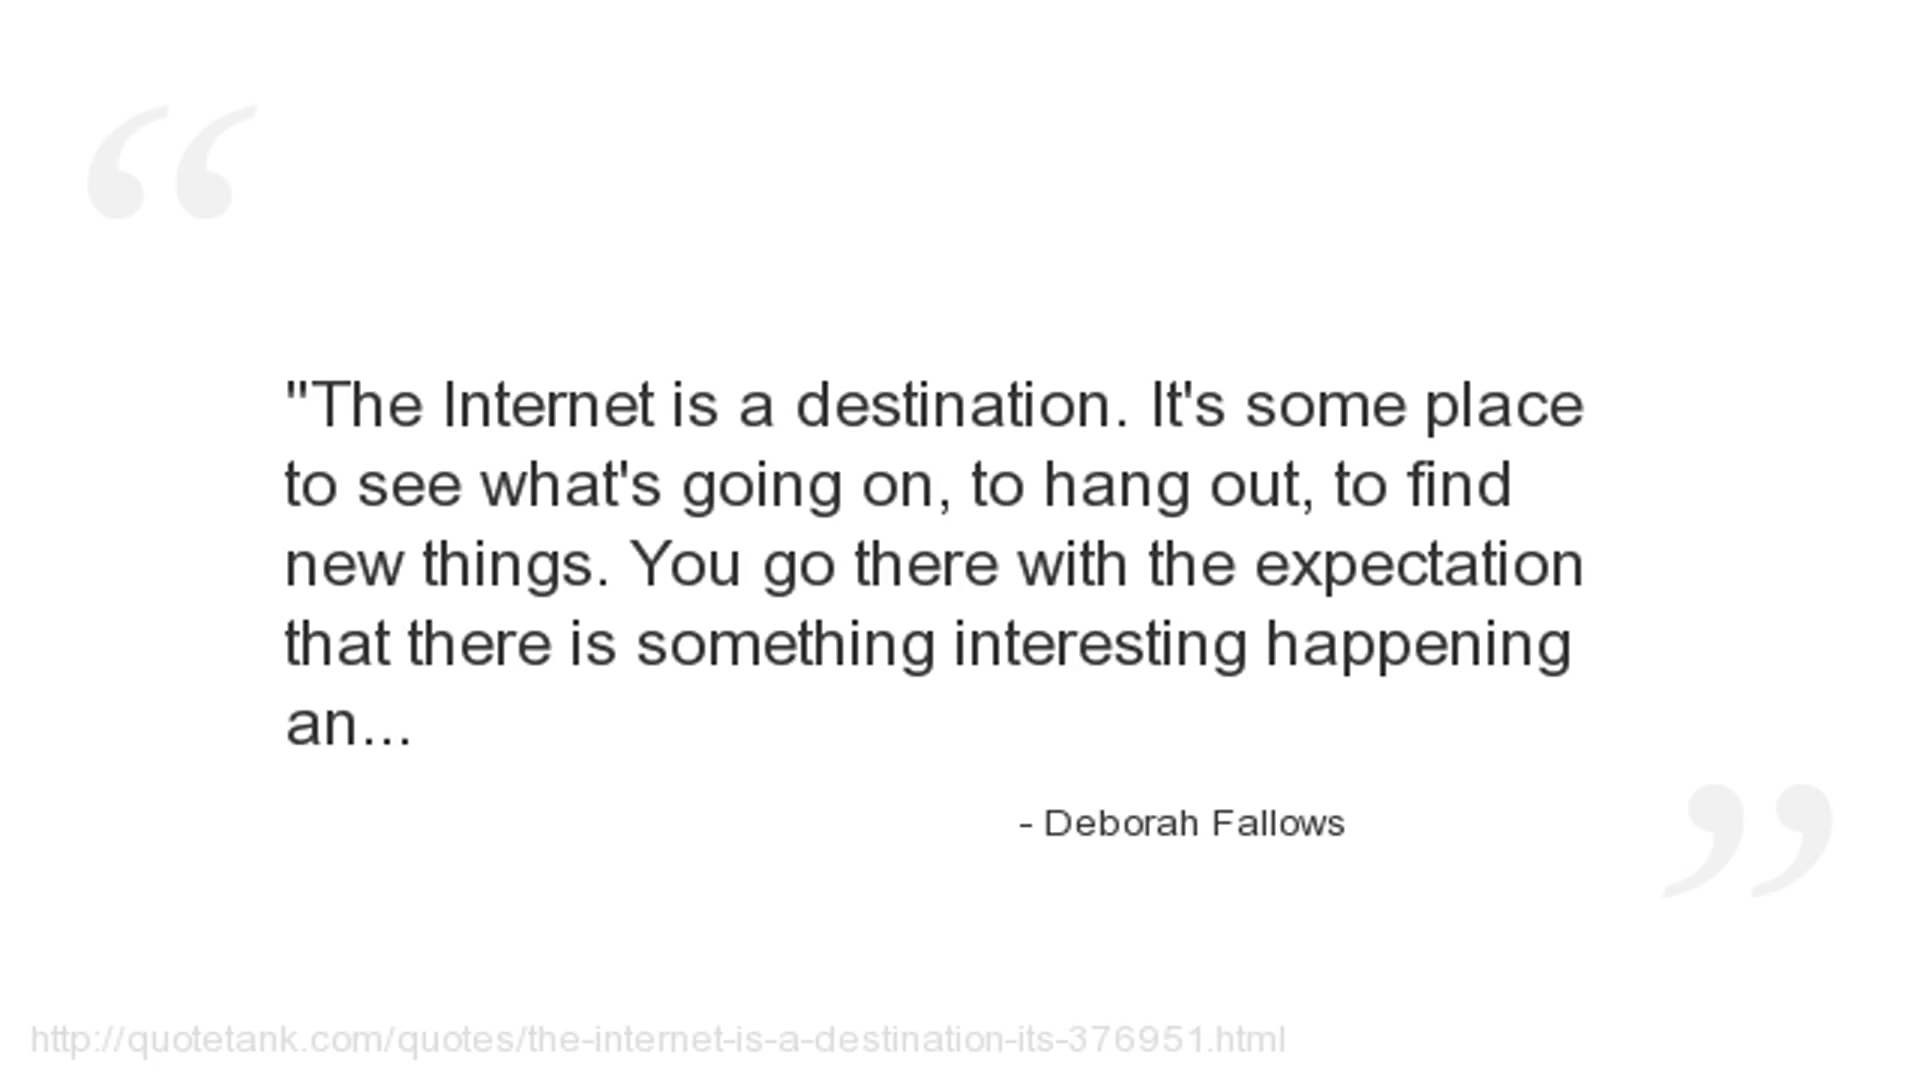 "The Internet is a destination. It's some place
to see what's going on, to hang out, to find
new things. You go there with the expectation
that there is something interesting happening
an...
- Deborah Fallows
http://quotetank.com/quotes/the-internet-is-a-destination-its-376951.html